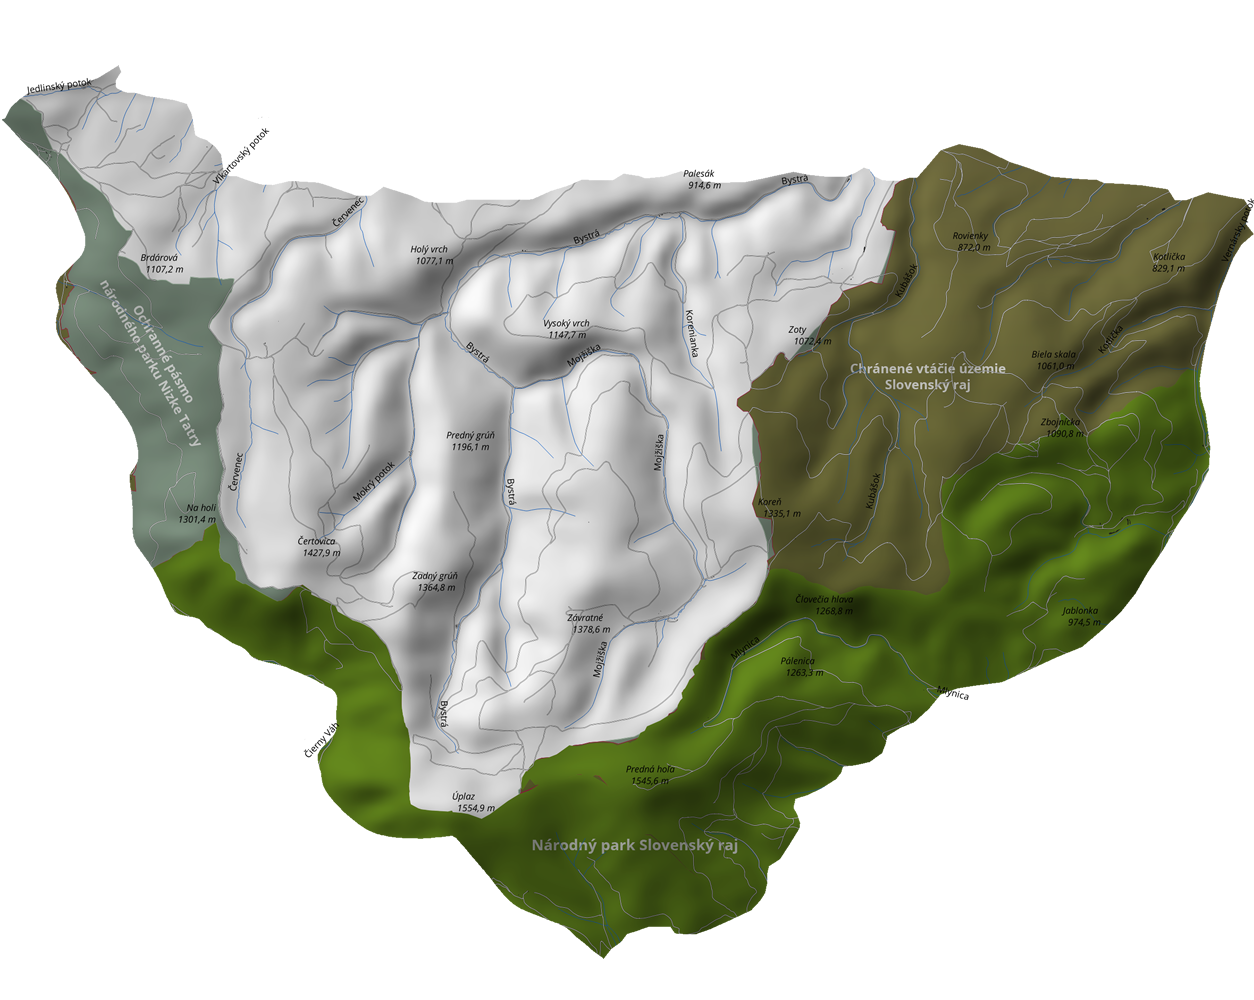 Jedlinský potok
Vikartovský potok
Palesák
914,6 m
Bystrá
Červenec
Bystrá
Holý vrch
1077,1 m
Brdárová
1107,2 m
Rovienky
872,0 m
Kotlička
829,1 m
Vernársky potok
Kubášok
Ochranné pásmo
národného parku Nízke Tatry
Vysoký vrch
1147,7 m
Korenianka
Zoty
1072,4 m
Kotlička
Bystrá
Mojžiška
Biela skala
1061,0 m
Chránené vtáčie územie
Slovenský raj
Zbojnícka
1090,8 m
Predný grúň
1196,1 m
Mojžiška
Červenec
Mokrý potok
Bystrá
Kubášok
Na holi
1301,4 m
Koreň
1335,1 m
Čertovica
1427,9 m
Zadný grúň
1364,8 m
Človečia hlava
1268,8 m
Jablonka
974,5 m
Závratné
1378,6 m
Mlynica
Mojžiška
Pálenica
1263,3 m
Mlynica
Bystrá
Čierny Váh
Predná hoľa
1545,6 m
Úplaz
1554,9 m
Národný park Slovenský raj